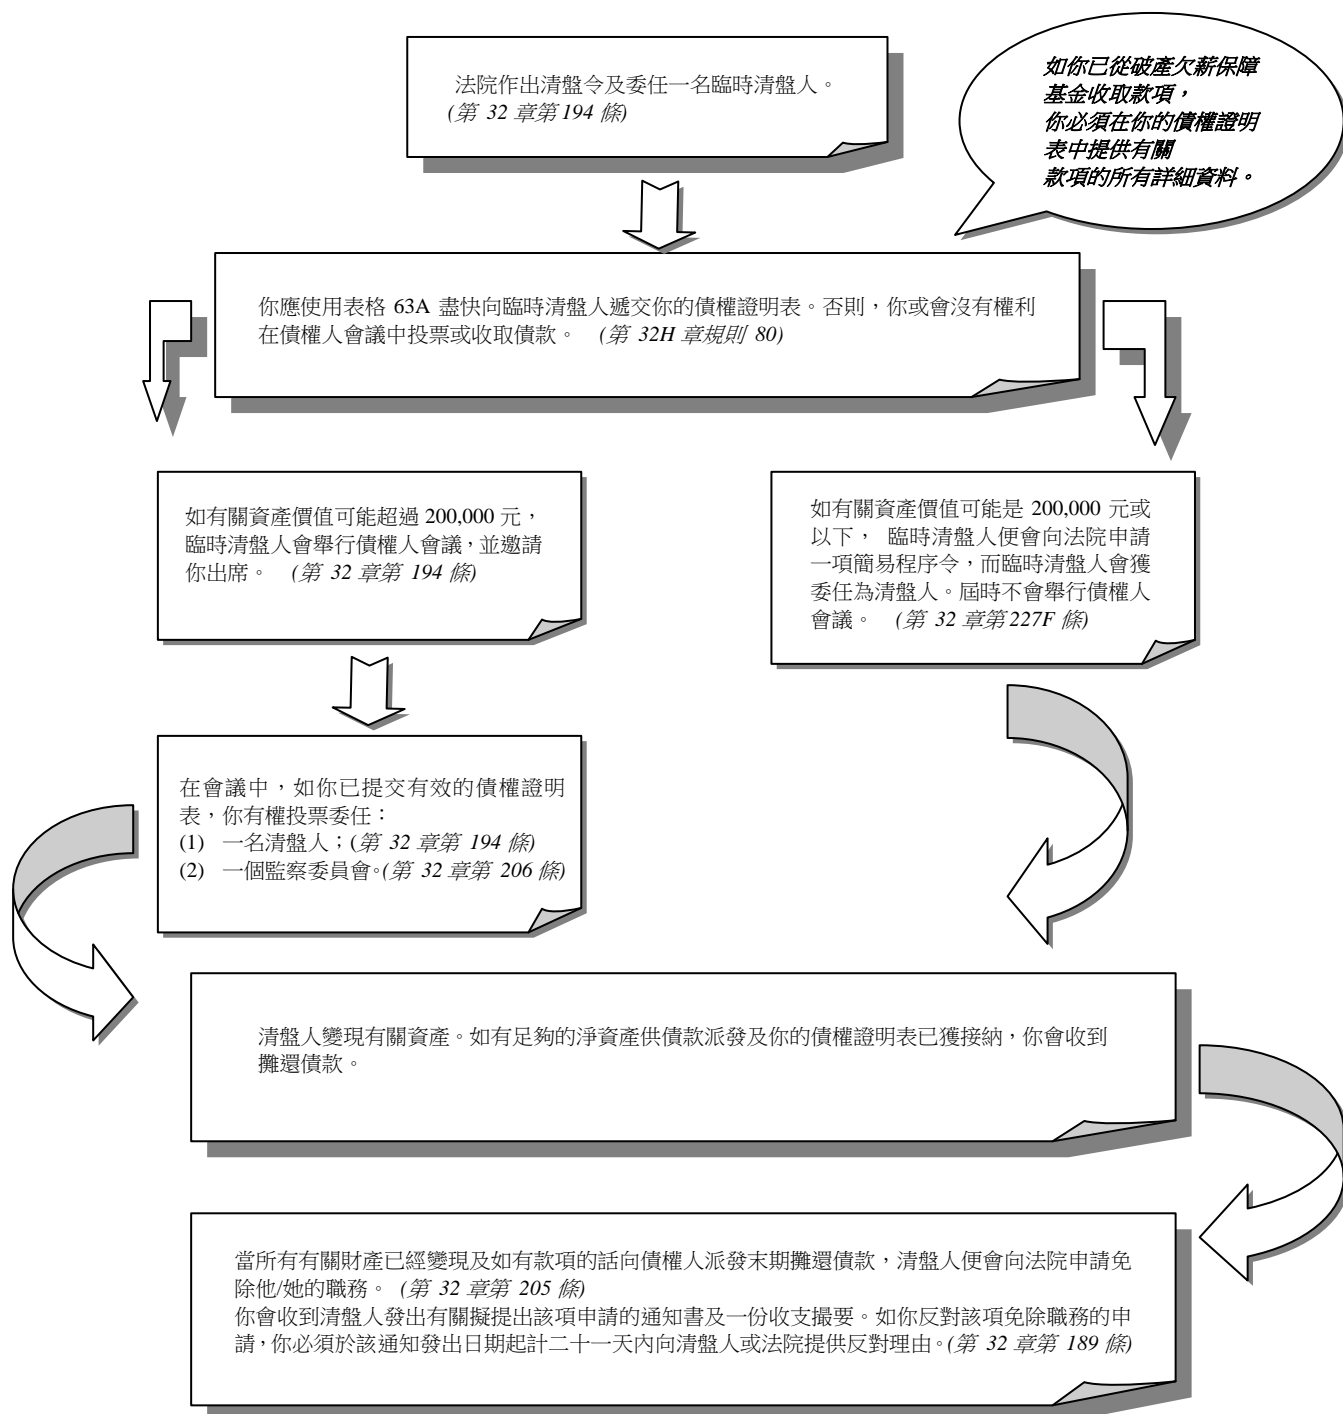 法院作出清盤令及委任一名臨時清盤人。
(第 32 章第 194 條)
如你已從破產欠薪保障
基金收取款項，
你必須在你的債權證明
表中提供有關
款項的所有詳細資料。
你應使用表格 63A 盡快向臨時清盤人遞交你的債權證明表。否則，你或會沒有權利
在債權人會議中投票或收取債款。 (第 32H 章規則 80)
如有關資產價值可能超過 200,000 元，
臨時清盤人會舉行債權人會議，並邀請
你出席。 (第 32 章第 194 條)
如有關資產價值可能是 200,000 元或
以下， 臨時清盤人便會向法院申請
一項簡易程序令，而臨時清盤人會獲
委任為清盤人。屆時不會舉行債權人
會議。 (第 32 章第 227F 條)
在會議中，如你已提交有效的債權證明
表，你有權投票委任：
(1) 一名清盤人；(第 32 章第 194 條)
(2) 一個監察委員會。(第 32 章第 206 條)
清盤人變現有關資產。如有足夠的淨資產供債款派發及你的債權證明表已獲接納，你會收到
攤還債款。
當所有有關財產已經變現及如有款項的話向債權人派發末期攤還債款，清盤人便會向法院申請免
除他/她的職務。 (第 32 章第 205 條)
你會收到清盤人發出有關擬提出該項申請的通知書及一份收支撮要。如你反對該項免除職務的申
請，你必須於該通知發出日期起計二十一天內向清盤人或法院提供反對理由。(第 32 章第 189 條)